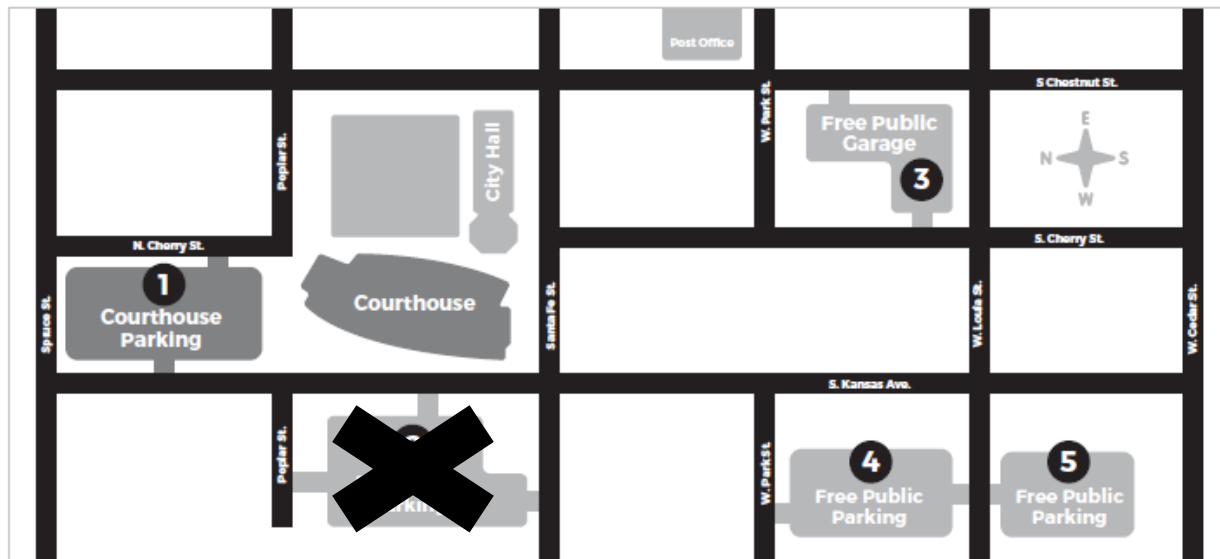 Post Office
S Chestnut St.
W. Park St.
Free Public
Garage
3
E
N
S
W
Poplar St.
City Hall
N. Cherry St.
S. Cherry St.
1
Courthouse
Parking
Courthouse
Spruce St.
Santa Fe St.
W. Loula St.
W. Cedar St.
S. Kansas Ave.
Poplar St.
W. Park St.
4
Free Public
Parking
5
Free Public
Parking